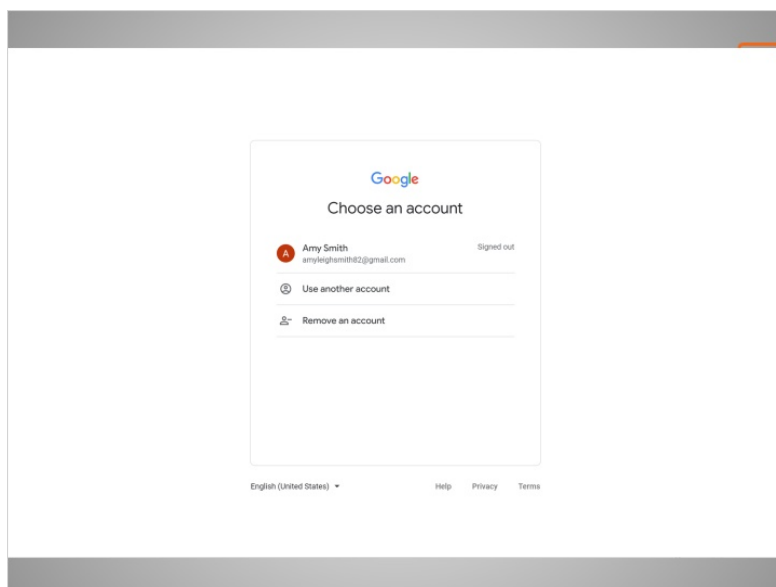 Google
Choose an account
A
Amy Smith
Signed out
amyleighsmith82@gmail.com
Use another account
Remove an account
English (United States)
Help
Privacy
Terms